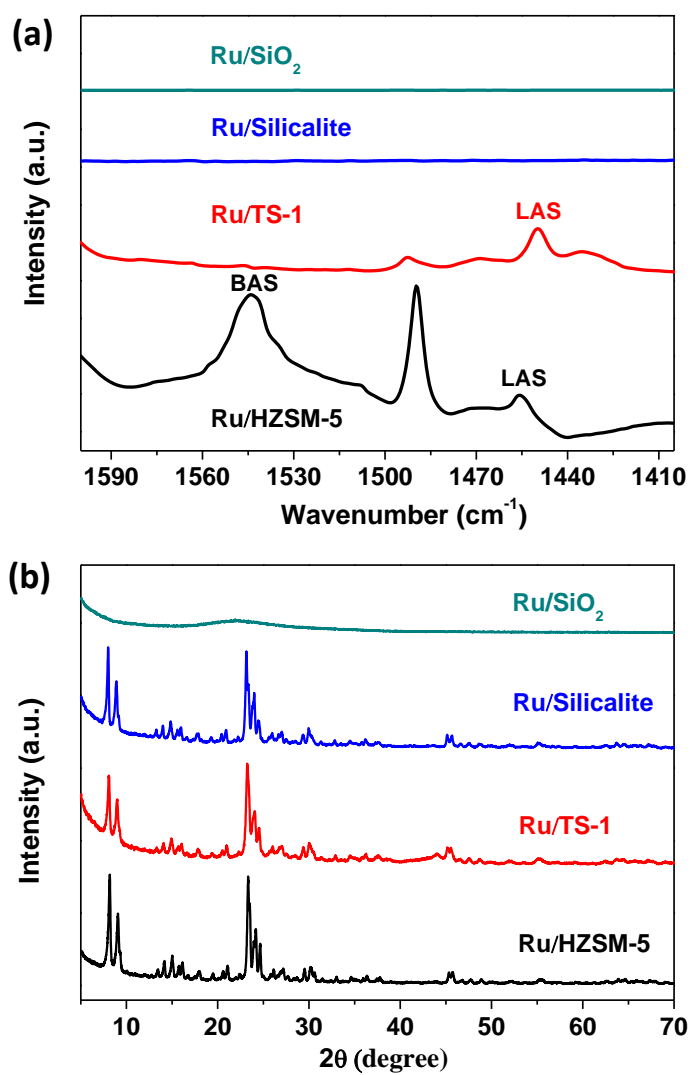 (a)
Ru/SiO₂
Ru/Silicalite
Ru/TS-1
LAS
BAS
LAS
Ru/HZSM-5
Intensity (a.u.)
1590 1560 1530 1500 1470 1440 1410
Wavenumber (cm⁻¹)
(b)
Ru/SiO₂
Ru/Silicalite
Ru/TS-1
Ru/HZSM-5
Intensity (a.u.)
10 20 30 40 50 60 70
2θ (degree)